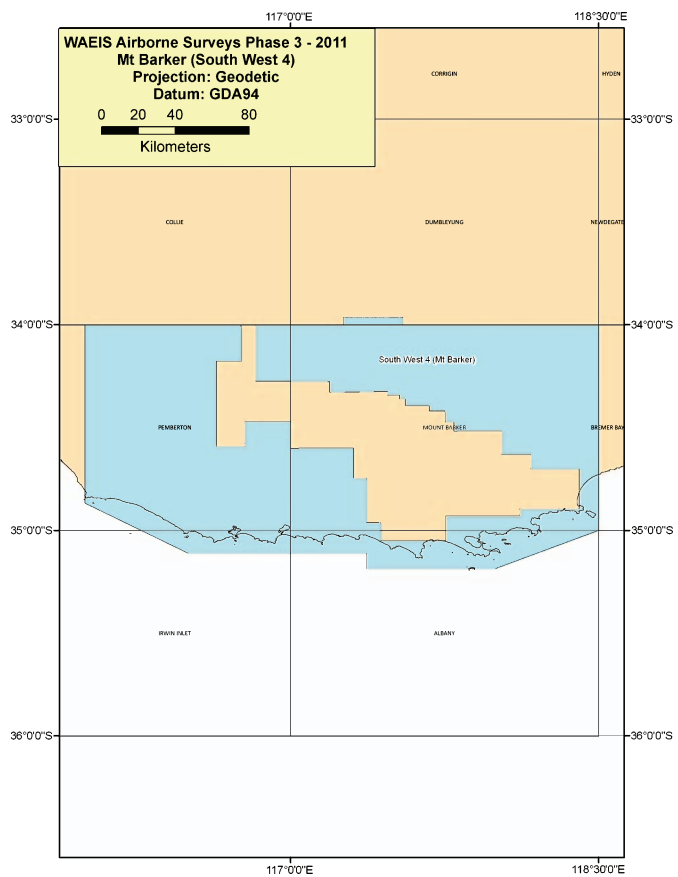 117°0'0"E
118°30'0"E
WAEIS Airborne Surveys Phase 3 - 2011
Mt Barker (South West 4)
Projection: Geodetic
Datum: GDA94
0 20 40 80
Kilometers
CORRIGIN
HYDEN
33°0'0"S
33°0'0"S
COLLIE
DUMBLEYUNG
NEWDEGATE
34°0'0"S
34°0'0"S
South West 4 (Mt Barker)
PEMBERTON
MOUNT BARKER
BREMER BAY
35°0'0"S
35°0'0"S
IRWIN INLET
ALBANY
36°0'0"S
36°0'0"S
117°0'0"E
118°30'0"E